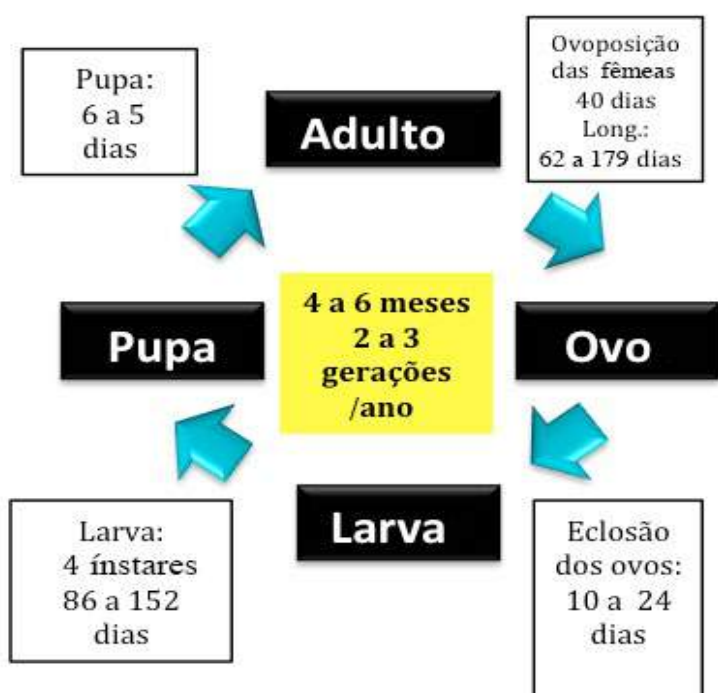 Pupa:
6 a 5
dias
Adulto
Ovoposição
das fêmeas
40 dias
Long.:
62 a 179 dias
Pupa
4 a 6 meses
2 a 3
gerações
/ano
Ovo
Larva:
4 ínstares
86 a 152
dias
Larva
Eclosão
dos ovos:
10 a 24
dias